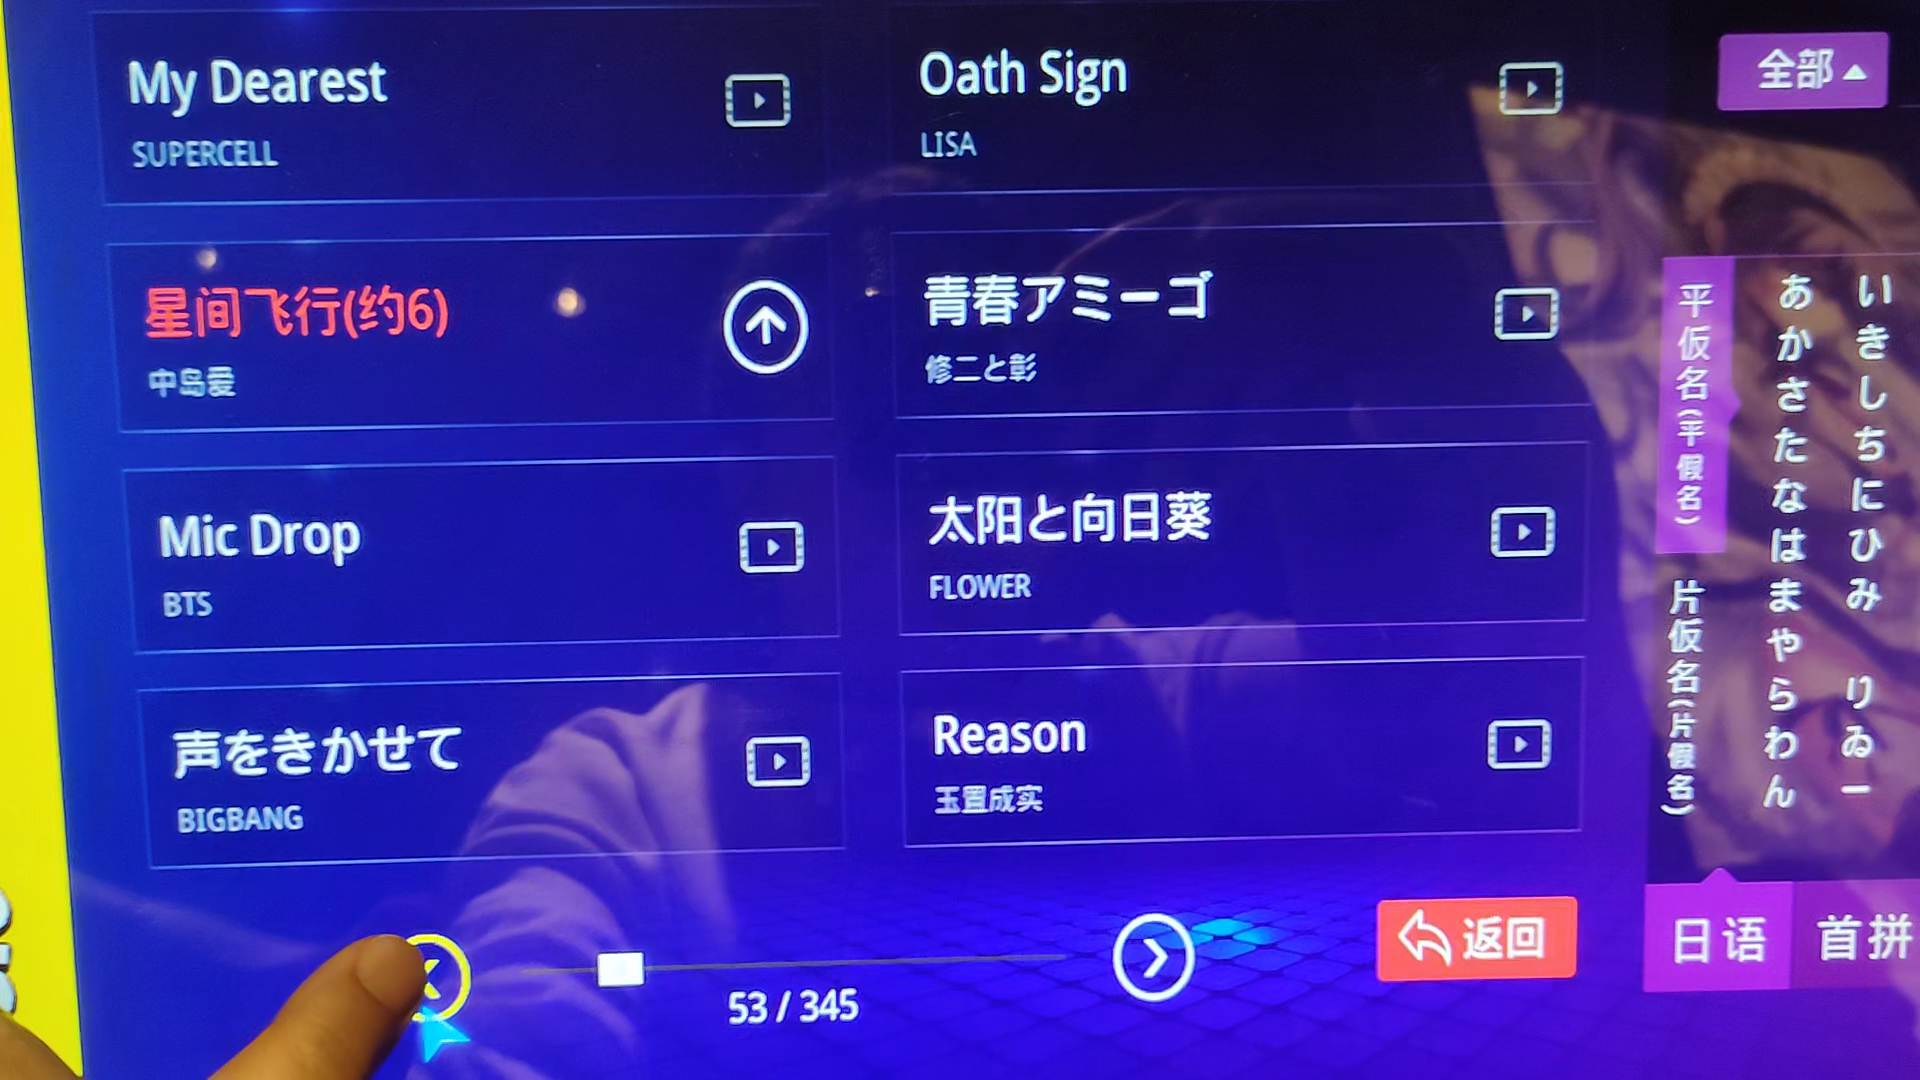 My Dearest
SUPERCELL
Oath Sign
LISA
星间飞行(约6)
中岛爱
青春アミーゴ
修二と彰
Mic Drop
BTS
太阳と向日葵
FLOWER
声をきかせて
BIGBANG
Reason
玉置成实
53 / 345
返回
全部
平仮名(平假名)
片仮名(片假名)
あかさたなはまやらわん
いきしちにひみ りゐー
日语
首拼